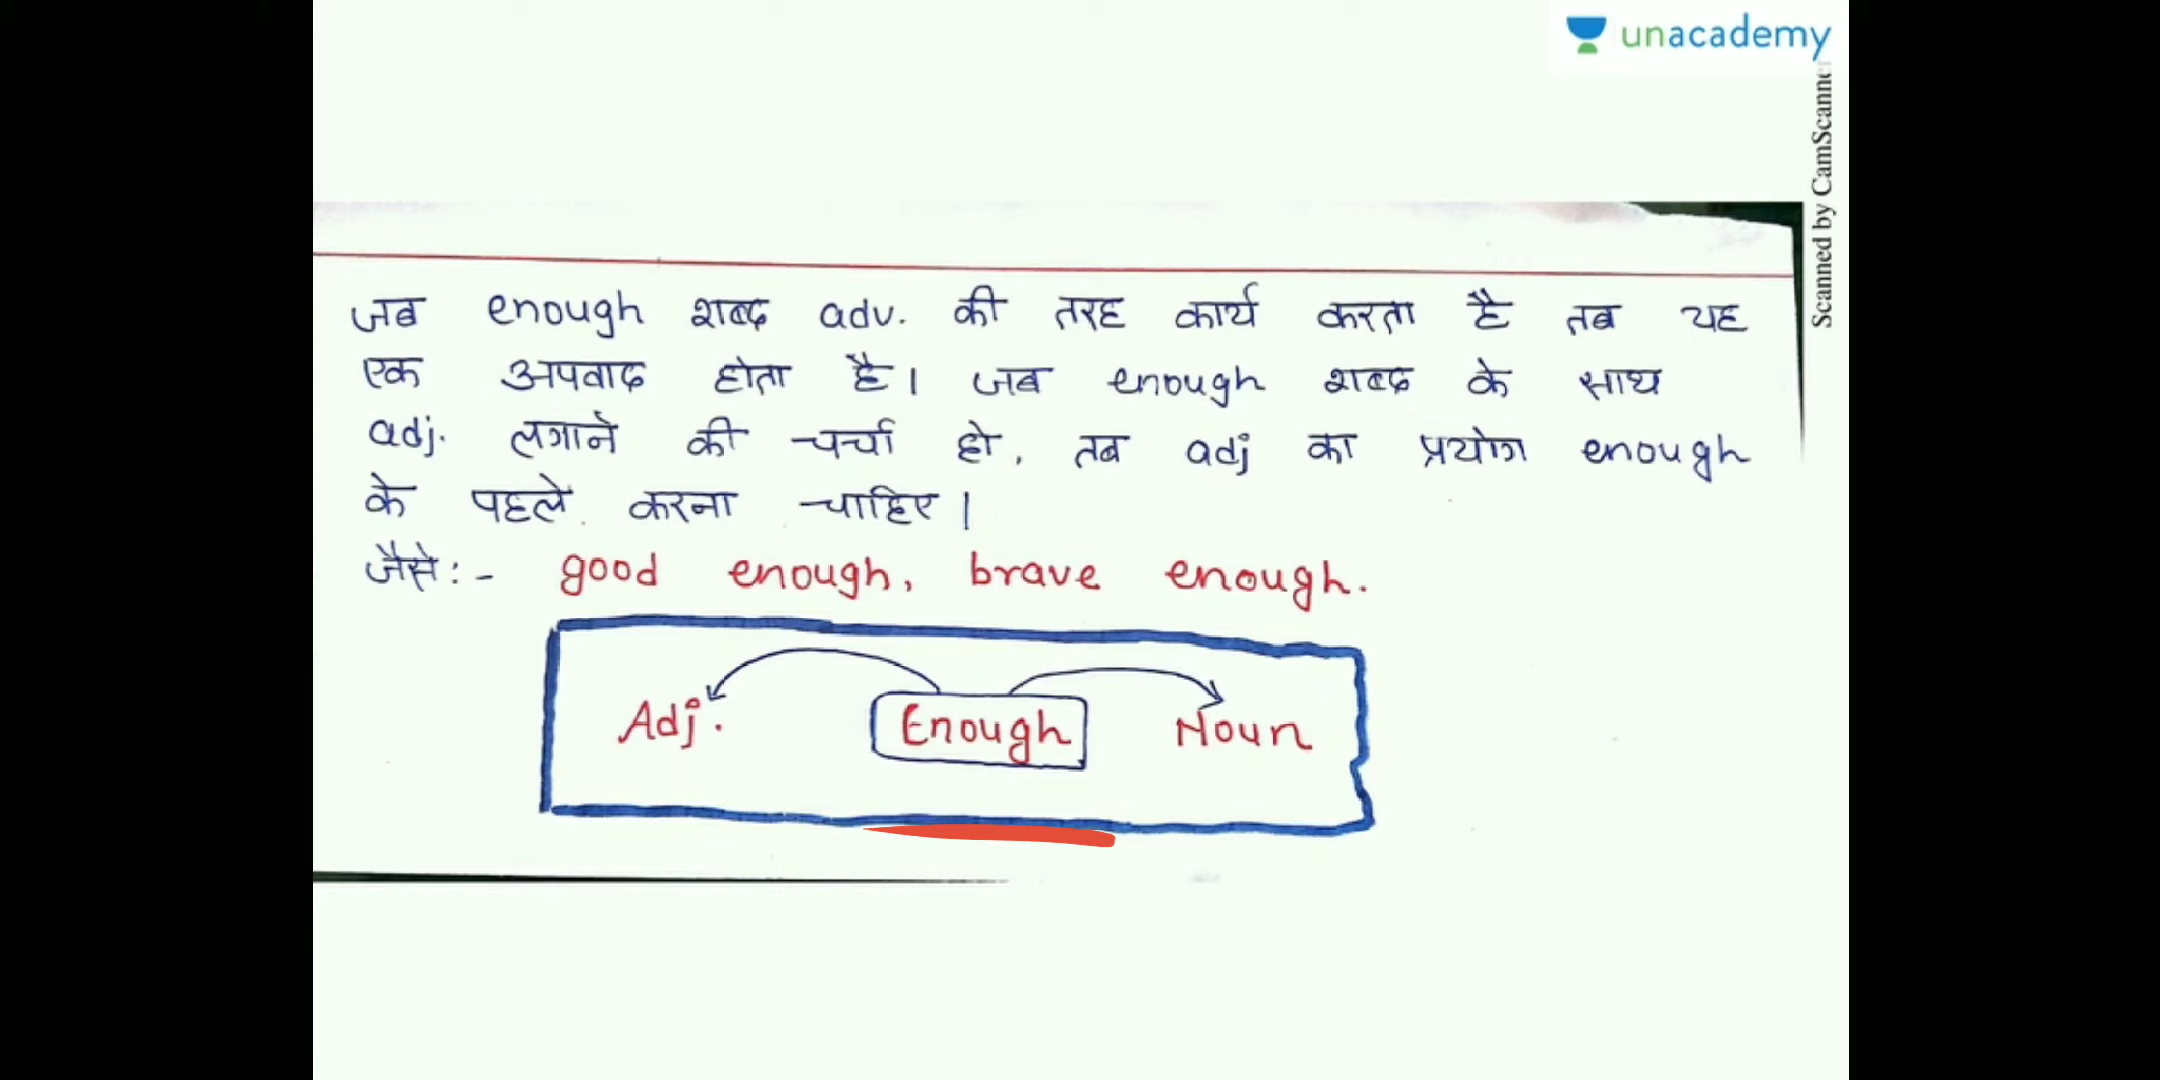 unacademy
Scanned by CamScanner
जब enough शब्द adv. की तरह कार्य करता है तब यह
एक अपवाद होता है। जब enough शब्द के साथ
adj. लगाने की चर्चा हो, तब adj का प्रयोग enough
के पहले करना चाहिए।
जैसे:- good enough, brave enough.
Adj. Enough Noun